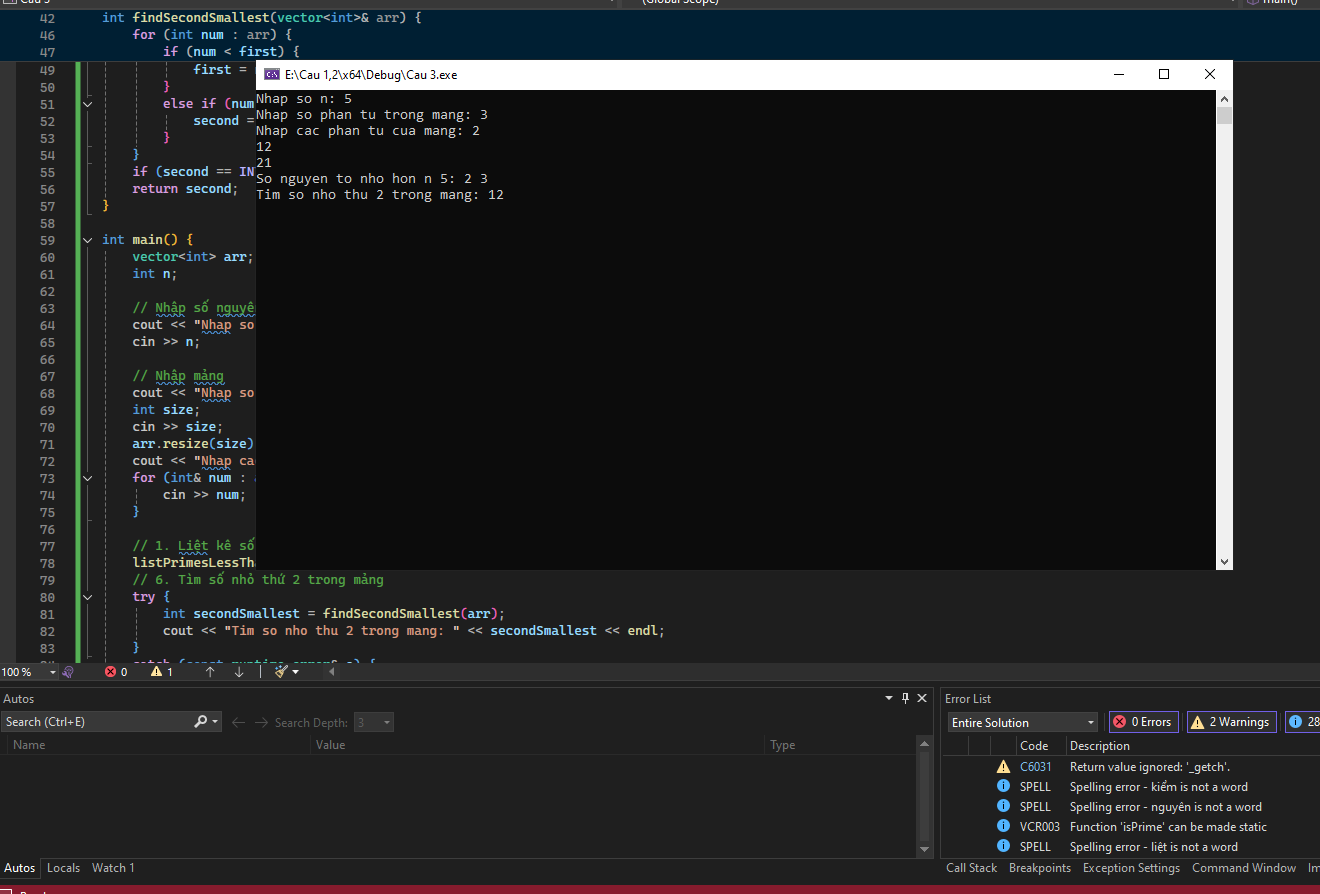 42 int findSecondSmallest(vector<int>& arr) {
46 for (int num : arr) {
47 if (num < first) {
49 first =
50 }
51 else if (num
52 second =
53 }
54 }
55 if (second == IN
56 return second;
57 }
58
59 int main() {
60 vector<int> arr;
61 int n;
62
63 // Nhập số nguyê
64 cout << "Nhap so
65 cin >> n;
66
67 // Nhập mảng
68 cout << "Nhap so
69 int size;
70 cin >> size;
71 arr.resize(size)
72 cout << "Nhap ca
73 for (int& num :
74 cin >> num;
75 }
76
77 // 1. Liệt kê số
78 listPrimesLessTh
79 // 6. Tìm số nhỏ thứ 2 trong mảng
80 try {
81 int secondSmallest = findSecondSmallest(arr);
82 cout << "Tim so nho thu 2 trong mang: " << secondSmallest << endl;
83 }
E:\Cau 1,2\x64\Debug\Cau 3.exe
Nhap so n: 5
Nhap so phan tu trong mang: 3
Nhap cac phan tu cua mang: 2
12
21
So nguyen to nho hon n 5: 2 3
Tim so nho thu 2 trong mang: 12
100 % 0 1
Autos
Search (Ctrl+E) Search Depth: 3
Name Value Type
Autos Locals Watch 1
Error List
Entire Solution 0 Errors 2 Warnings 28
Code Description
C6031 Return value ignored: '_getch'.
SPELL Spelling error - kiểm is not a word
SPELL Spelling error - nguyên is not a word
VCR003 Function 'isPrime' can be made static
SPELL Spelling error - liệt is not a word
Call Stack Breakpoints Exception Settings Command Window